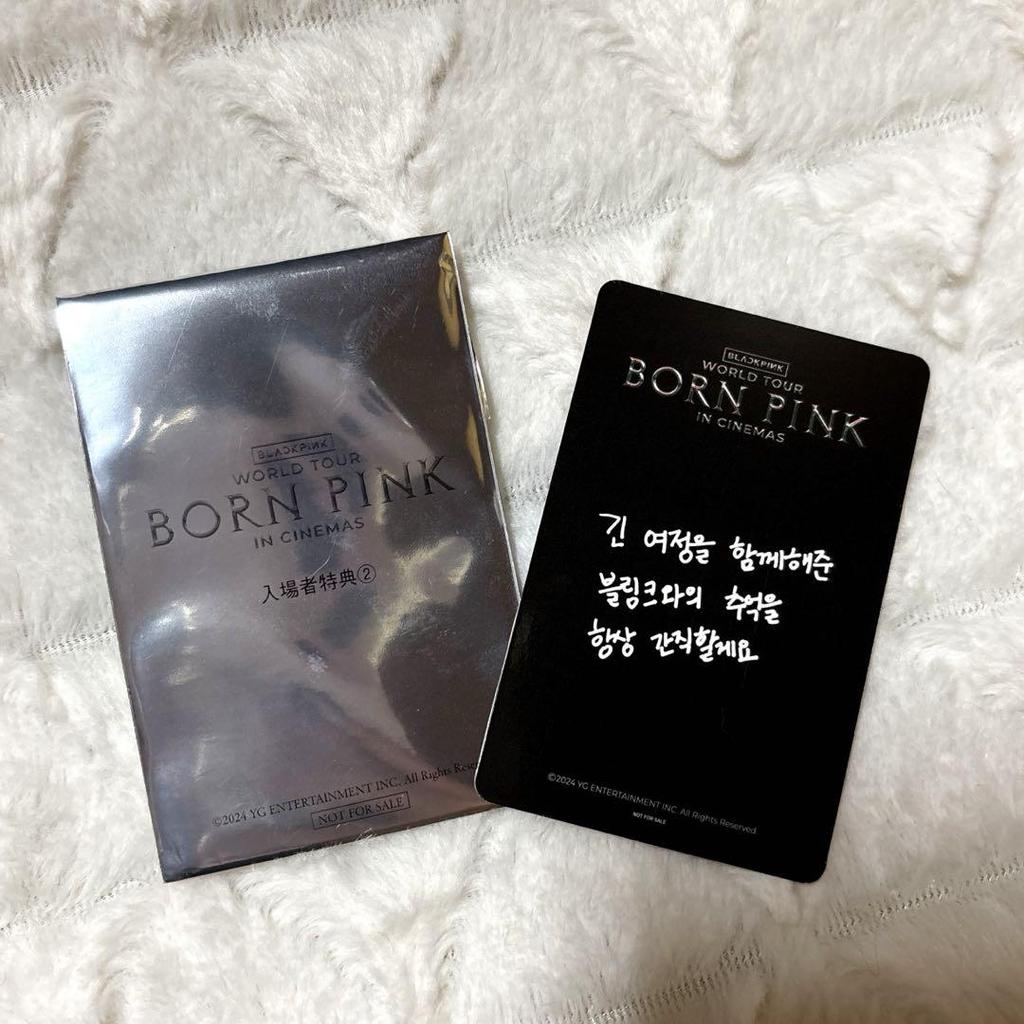 BLACKPINK
WORLD TOUR
BORN PINK
IN CINEMAS
入場者特典②
©2024 YG ENTERTAINMENT INC. All Rights
NOT FOR SALE
BLACKPINK
WORLD TOUR
BORN PINK
IN CINEMAS
긴 여정을 함께해준
블링크와의 추억을
항상 간직할게요
©2024 YG ENTERTAINMENT INC. All Rights Reserved.
NOT FOR SALE